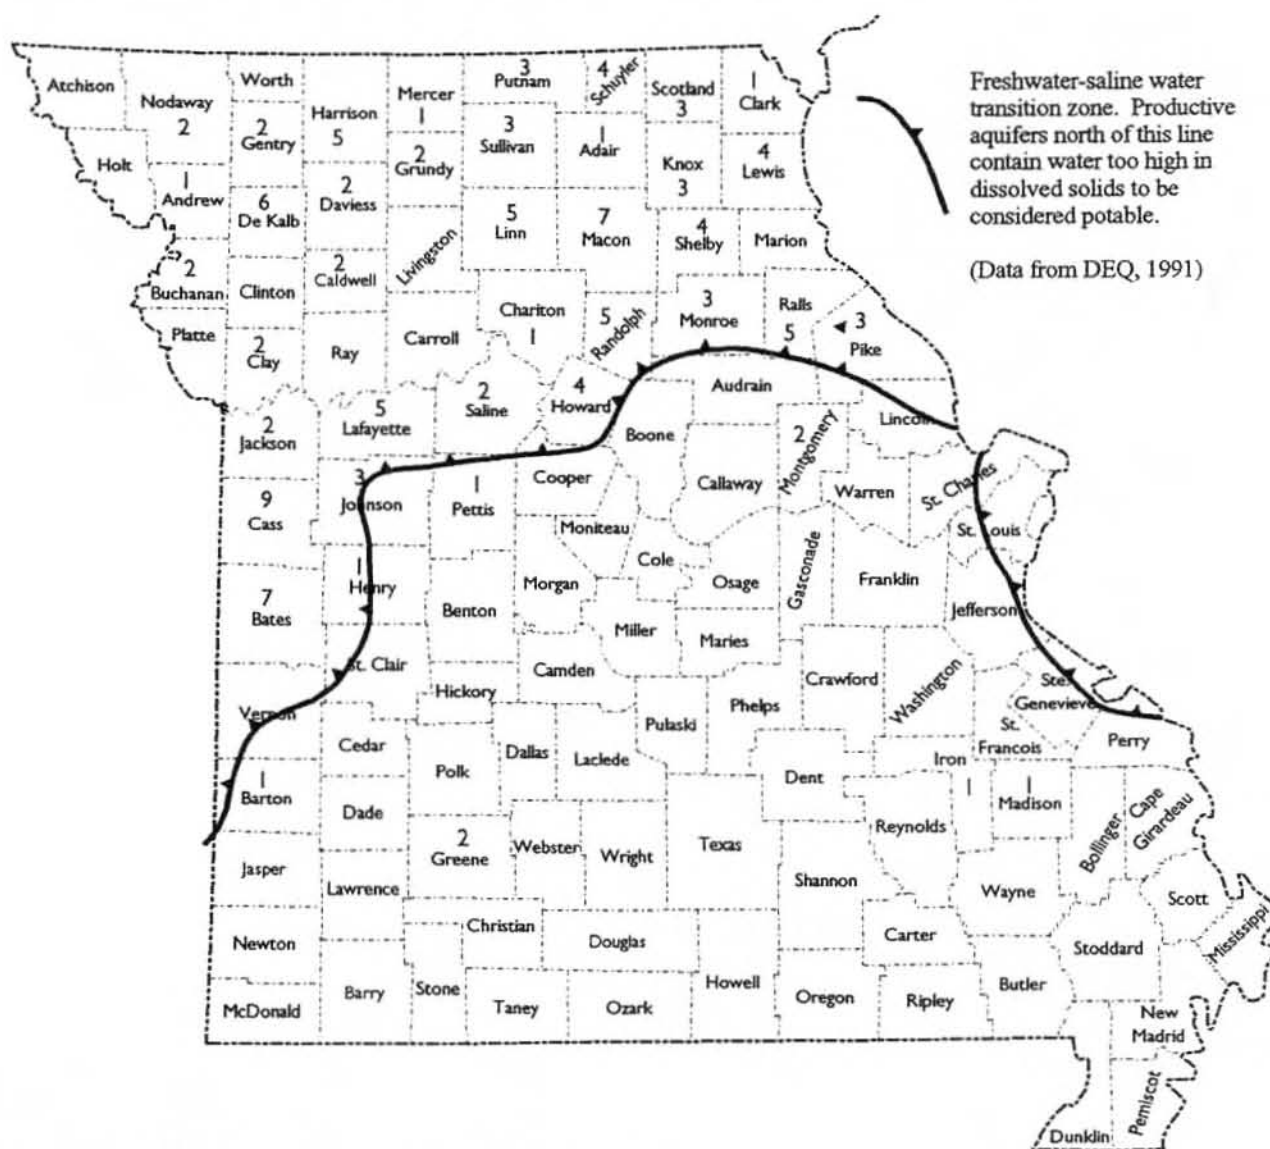 Freshwater-saline water
transition zone. Productive
aquifers north of this line
contain water too high in
dissolved solids to be
considered potable.
(Data from DEQ, 1991)
Atchison
Nodaway
2
Worth
Harrison
5
Mercer
1
3
Putnam
4
Schuyler
Scotland
3
1
Clark
Holt
1
Andrew
2
Gentry
6
De Kalb
2
Daviess
2
Grundy
3
Sullivan
1
Adair
Knox
3
4
Lewis
2
Buchanan
Clinton
2
Caldwell
Livingston
5
Linn
7
Macon
4
Shelby
Marion
Platte
2
Clay
Ray
Carroll
Chariton
1
5
Randolph
3
Monroe
Ralls
5
3
Pike
2
Jackson
5
Lafayette
2
Saline
4
Howard
Boone
Audrain
2
Montgomery
Lincoln
9
Cass
3
Johnson
1
Pettis
Cooper
Moniteau
Callaway
Warren
St. Charles
St. Louis
7
Bates
1
Henry
Benton
Morgan
Cole
Osage
Gasconade
Franklin
Jefferson
Miller
Maries
St. Clair
Hickory
Camden
Pulaski
Phelps
Crawford
Washington
Ste.
Genevieve
St.
Francois
Perry
Vernon
Cedar
Polk
Dallas
Laclede
Dent
Iron
1
1
Madison
Bollinger
Cape
Girardeau
1
Barton
Dade
2
Greene
Webster
Wright
Texas
Reynolds
Jasper
Lawrence
Christian
Douglas
Shannon
Wayne
Scott
Mississippi
Newton
Carter
Stoddard
McDonald
Barry
Stone
Taney
Ozark
Howell
Oregon
Ripley
Butler
New
Madrid
Pemiscot
Dunklin